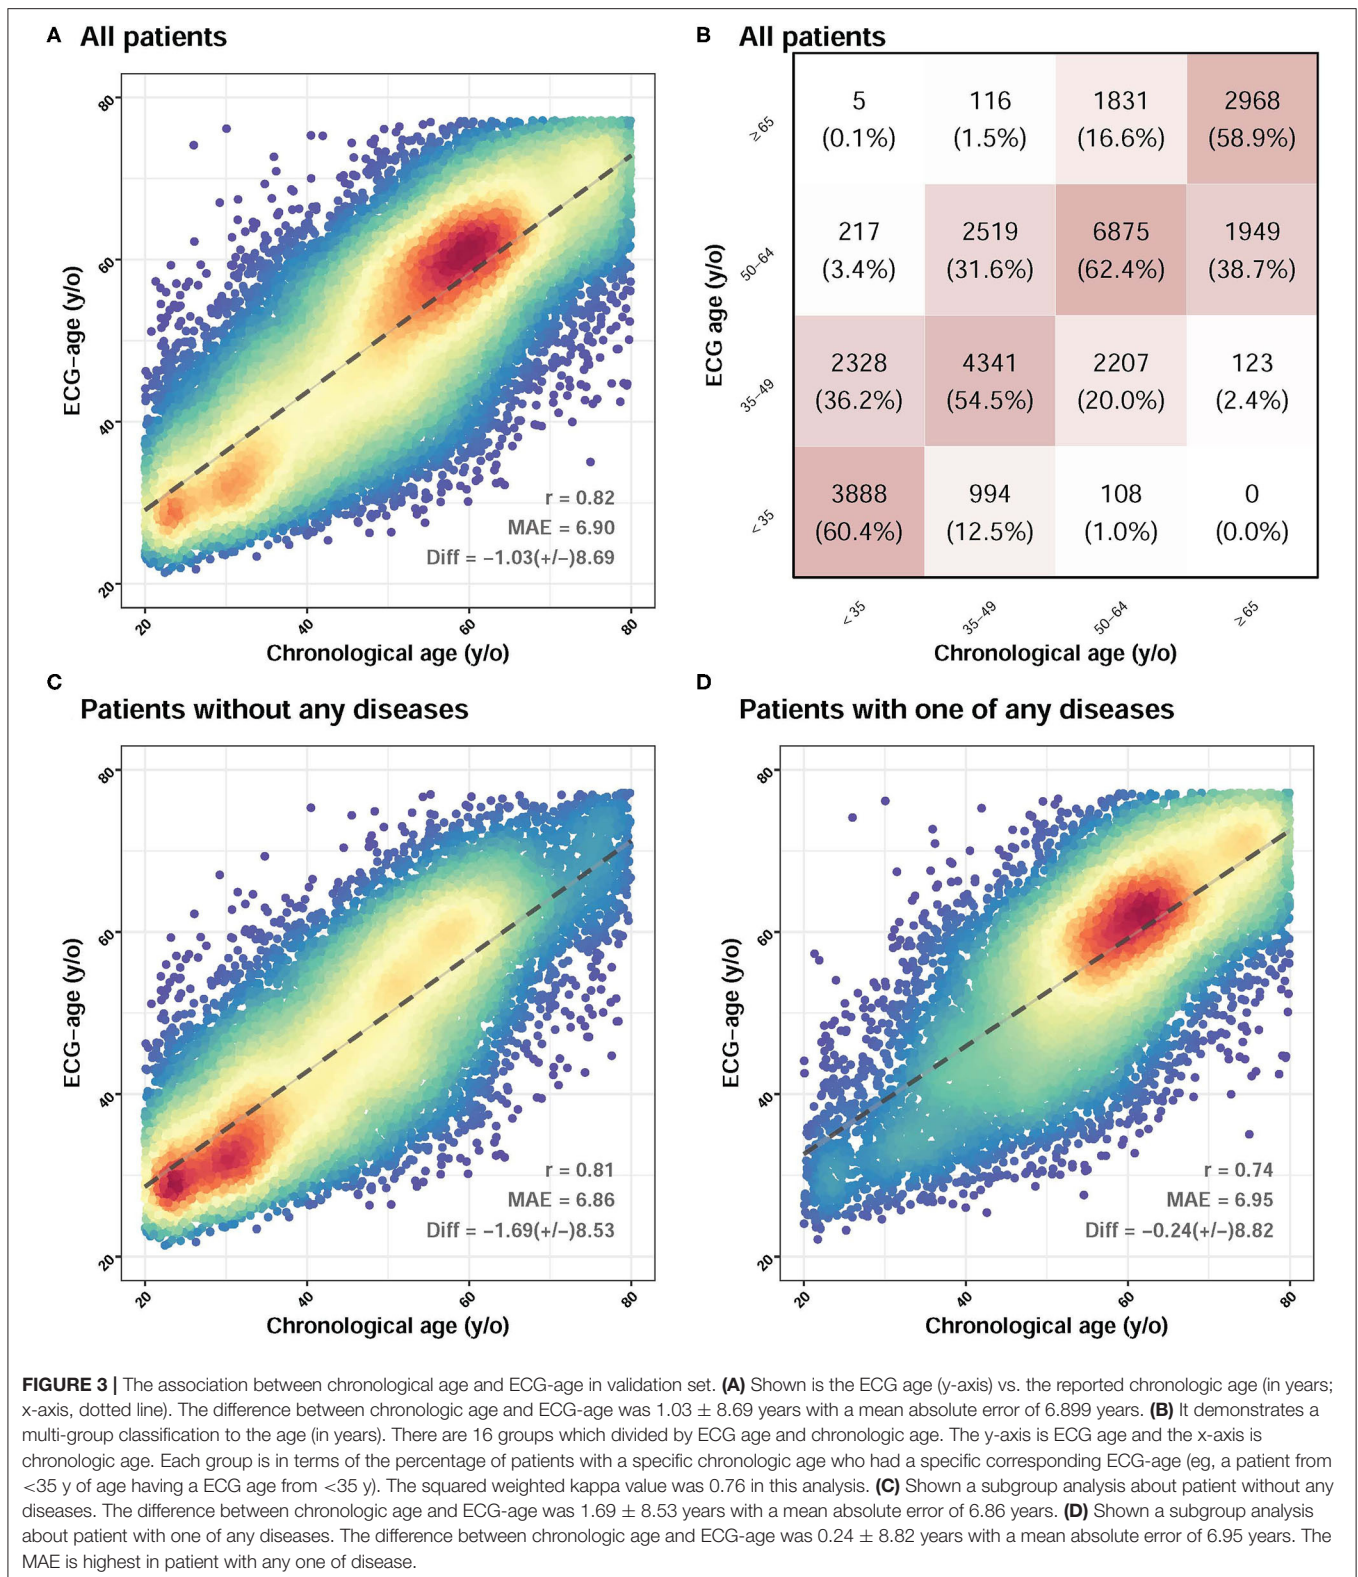 A All patients
80
60
40
20
ECG–age (y/o)
r = 0.82
MAE = 6.90
Diff = −1.03(+/−)8.69
20 40 60 80
Chronological age (y/o)
B All patients
ECG age (y/o)
≥65
5 116 1831 2968
(0.1%) (1.5%) (16.6%) (58.9%)
50–64
217 2519 6875 1949
(3.4%) (31.6%) (62.4%) (38.7%)
35–49
2328 4341 2207 123
(36.2%) (54.5%) (20.0%) (2.4%)
<35
3888 994 108 0
(60.4%) (12.5%) (1.0%) (0.0%)
<35 35–49 50–64 ≥65
Chronological age (y/o)
C
Patients without any diseases
80
60
40
20
ECG–age (y/o)
r = 0.81
MAE = 6.86
Diff = −1.69(+/−)8.53
20 40 60 80
Chronological age (y/o)
D
Patients with one of any diseases
80
60
40
20
ECG–age (y/o)
r = 0.74
MAE = 6.95
Diff = −0.24(+/−)8.82
20 40 60 80
Chronological age (y/o)
FIGURE 3 | The association between chronological age and ECG-age in validation set. (A) Shown is the ECG age (y-axis) vs. the reported chronologic age (in years;
x-axis, dotted line). The difference between chronologic age and ECG-age was 1.03 ± 8.69 years with a mean absolute error of 6.899 years. (B) It demonstrates a
multi-group classification to the age (in years). There are 16 groups which divided by ECG age and chronologic age. The y-axis is ECG age and the x-axis is
chronologic age. Each group is in terms of the percentage of patients with a specific chronologic age who had a specific corresponding ECG-age (eg, a patient from
<35 y of age having a ECG age from <35 y). The squared weighted kappa value was 0.76 in this analysis. (C) Shown a subgroup analysis about patient without any
diseases. The difference between chronologic age and ECG-age was 1.69 ± 8.53 years with a mean absolute error of 6.86 years. (D) Shown a subgroup analysis
about patient with one of any diseases. The difference between chronologic age and ECG-age was 0.24 ± 8.82 years with a mean absolute error of 6.95 years. The
MAE is highest in patient with any one of disease.